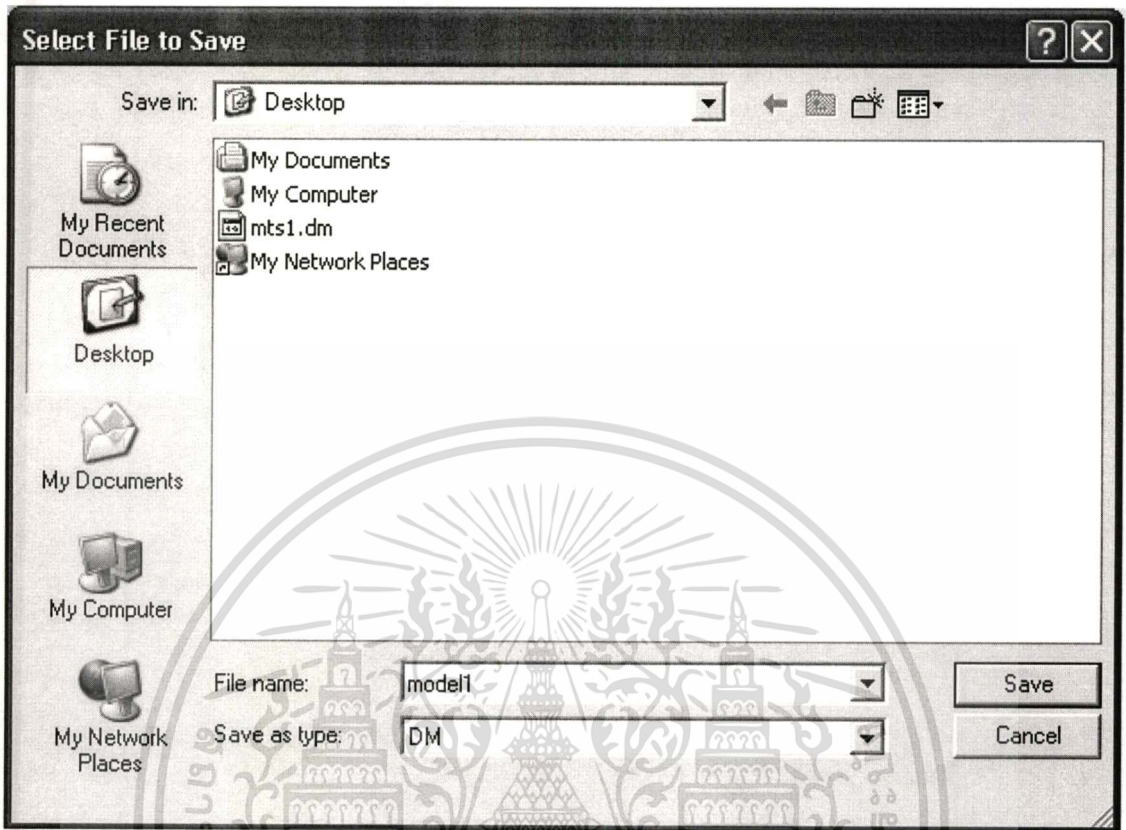 Select File to Save
Save in:
Desktop
My Recent
Documents
Desktop
My Documents
My Computer
My Network
Places
My Documents
My Computer
mts1.dm
My Network Places
File name:
model1
Save
Save as type:
DM
Cancel